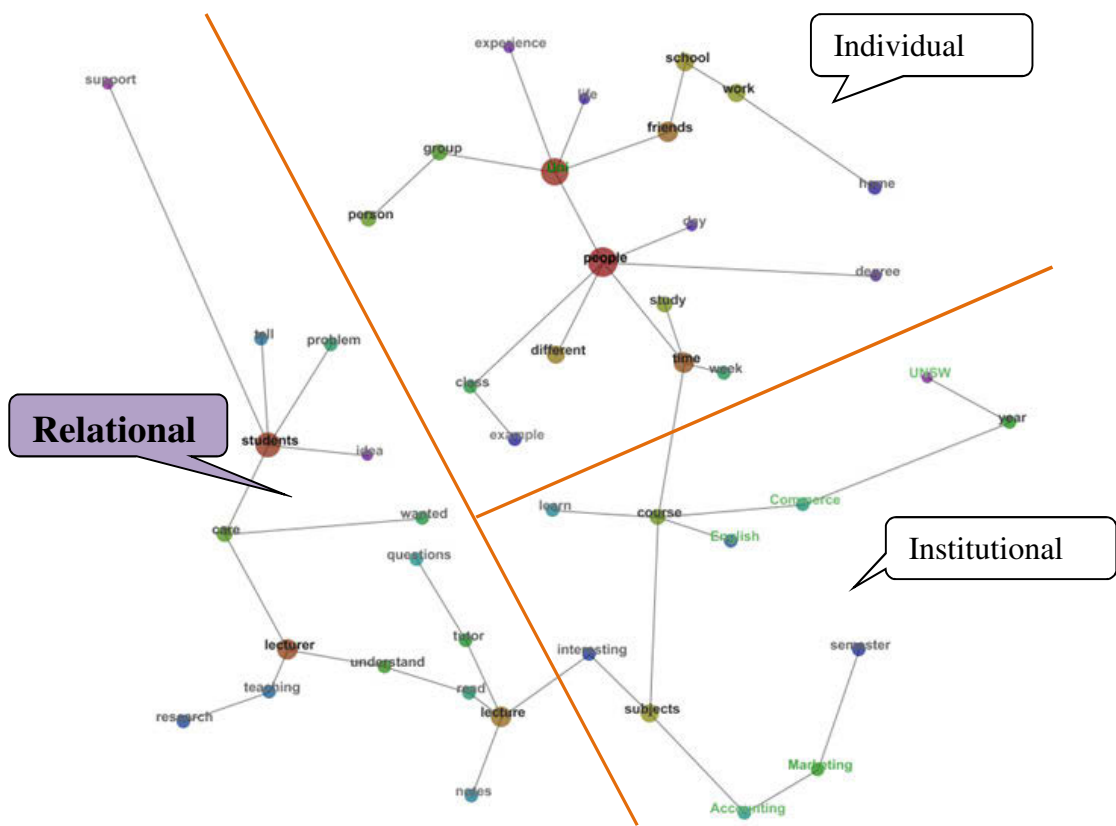 experience
Individual
school
support
life
work
friends
group
Uni
home
person
day
people
degree
study
tell
problem
different
time
week
class
UNSW
Relational
students
year
example
idea
Commerce
learn
wanted
course
care
English
questions
Institutional
tutor
lecturer
interesting
semester
understand
teaching
read
research
lecture
subjects
Marketing
notes
Accounting